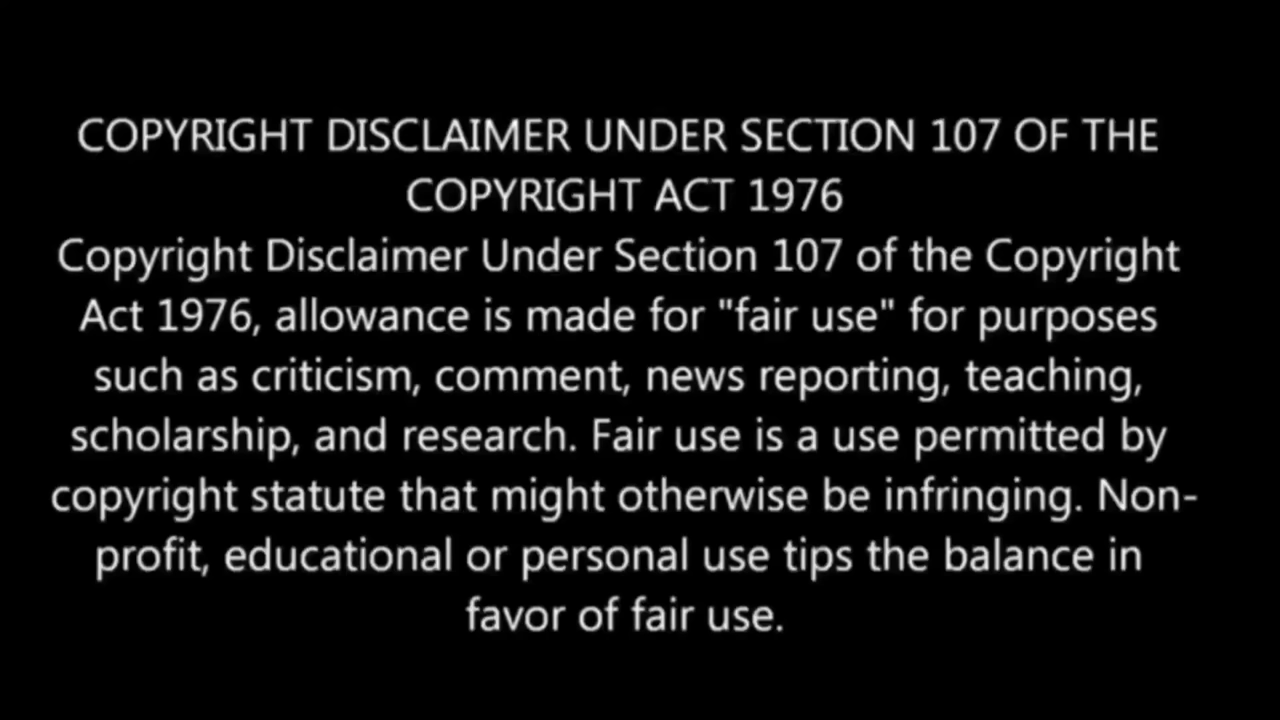 COPYRIGHT DISCLAIMER UNDER SECTION 107 OF THE
COPYRIGHT ACT 1976
Copyright Disclaimer Under Section 107 of the Copyright
Act 1976, allowance is made for "fair use" for purposes
such as criticism, comment, news reporting, teaching,
scholarship, and research. Fair use is a use permitted by
copyright statute that might otherwise be infringing. Non-
profit, educational or personal use tips the balance in
favor of fair use.